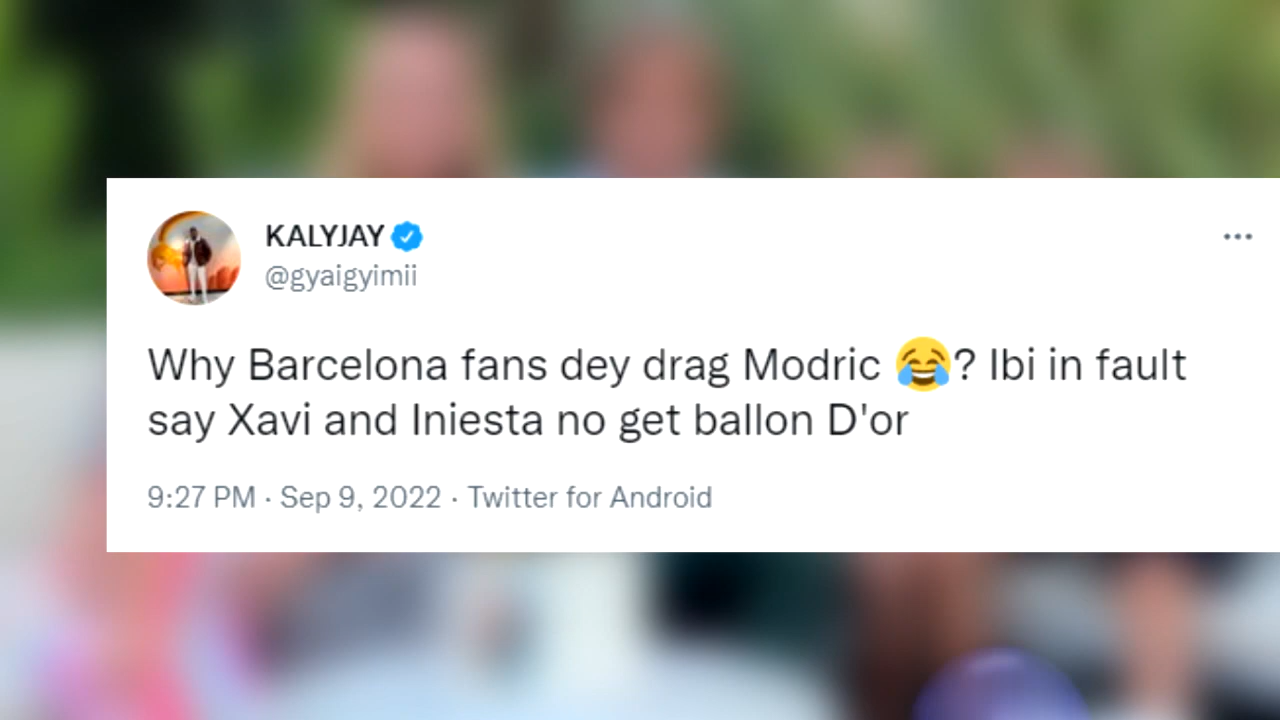 KALYJAY
@gyaigyimii
Why Barcelona fans dey drag Modric 😂? Ibi in fault
say Xavi and Iniesta no get ballon D'or
9:27 PM · Sep 9, 2022 · Twitter for Android